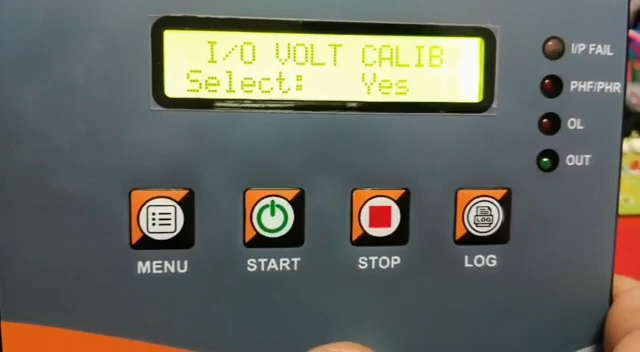 I/O VOLT CALIB
Select: Yes
I/P FAIL
PHF/PHR
OL
OUT
LOG
MENU
START
STOP
LOG